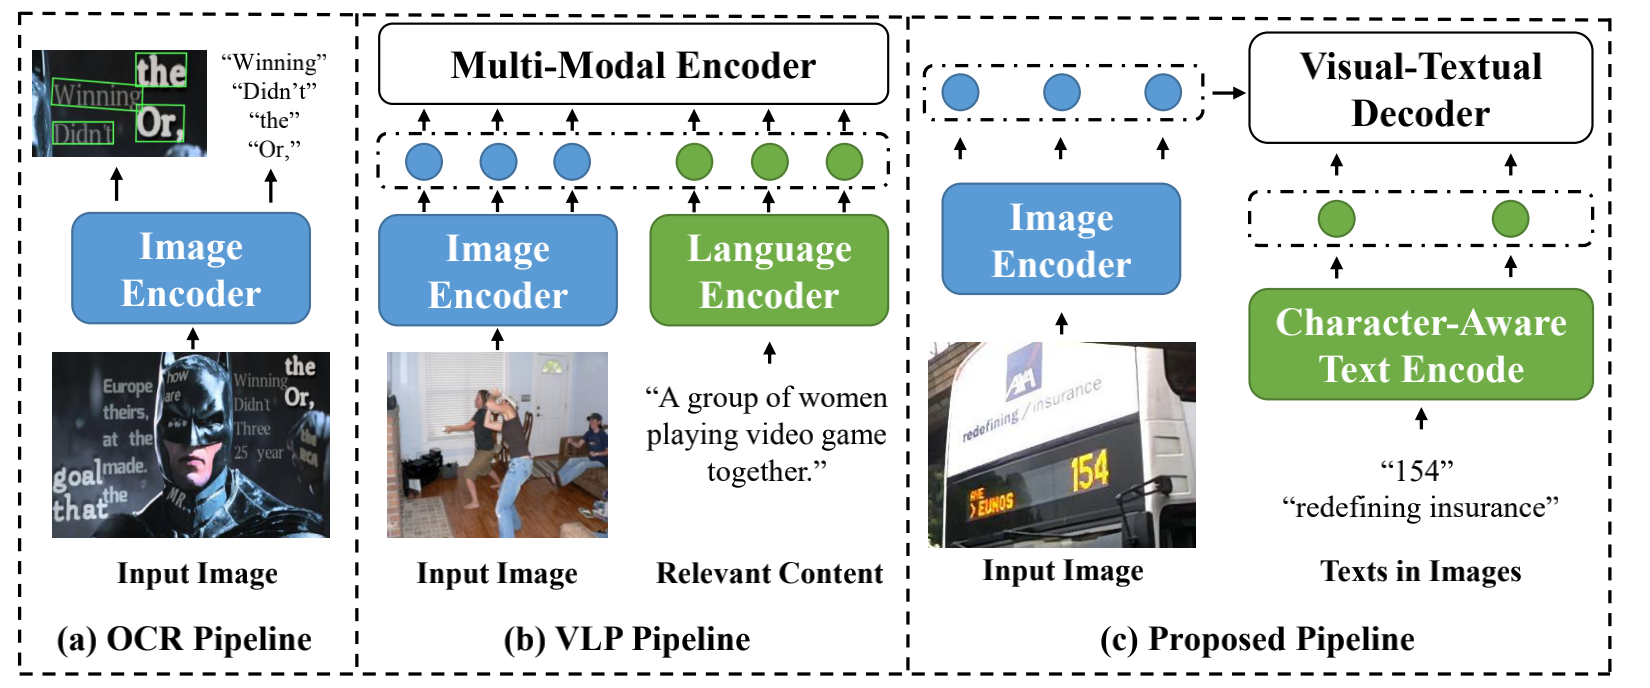 the
Winning
Didn't
Or,
“Winning”
“Didn’t”
“the”
“Or,”
Image
Encoder
Europe
theirs,
at the
made.
the
goal
that
how
are
MR.
Winning
Didn't
Three
25 year
the
Or,
the
Input Image
(a) OCR Pipeline
Multi-Modal Encoder
Image
Encoder
Language
Encoder
“A group of women
playing video game
together.”
Input Image
Relevant Content
(b) VLP Pipeline
Visual-Textual
Decoder
Image
Encoder
Character-Aware
Text Encode
AXA
redefining / insurance
154
AVE
>EUNOS
“154”
“redefining insurance”
Input Image
Texts in Images
(c) Proposed Pipeline